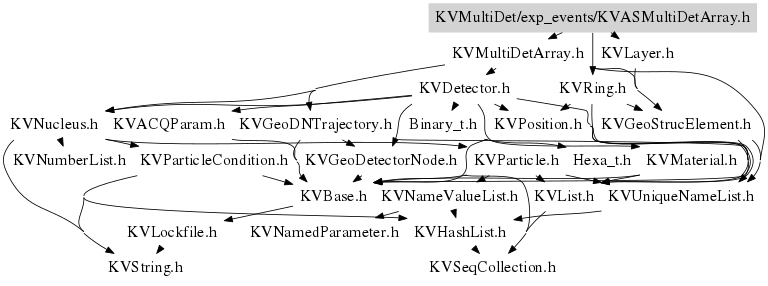 KVMultiDet/exp_events/KVASMultiDetArray.h
KVMultiDetArray.h KVLayer.h
KVDetector.h KVRing.h
KVNucleus.h KVACQParam.h KVGeoDNTrajectory.h Binary_t.h KVPosition.h KVGeoStrucElement.h
KVNumberList.h KVParticleCondition.h KVGeoDetectorNode.h KVParticle.h Hexa_t.h KVMaterial.h
KVBase.h KVNameValueList.h KVList.h KVUniqueNameList.h
KVLockfile.h KVNamedParameter.h KVHashList.h
KVString.h KVSeqCollection.h